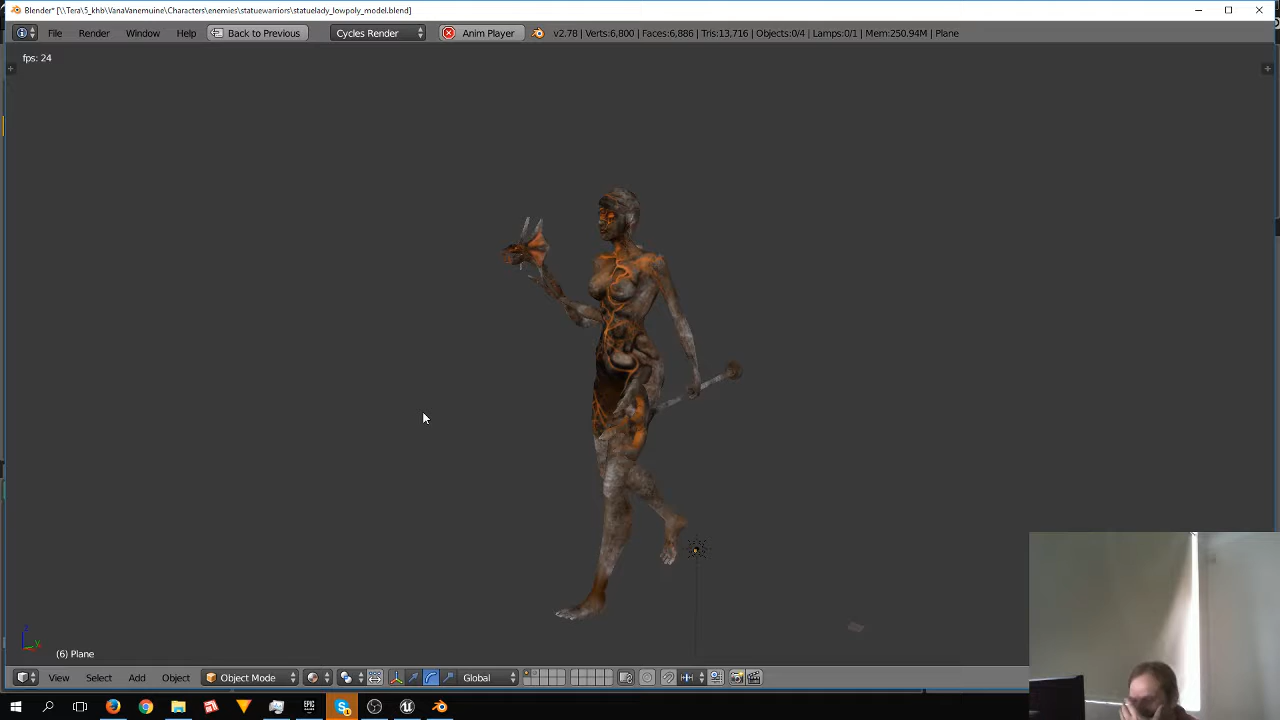 Blender* [\\Tera\5_khb\VanaVanemuine\Characters\enemies\statuewarriors\statuelady_lowpoly_model.blend]
File Render Window Help Back to Previous Cycles Render Anim Player v2.78 | Verts:6,800 | Faces:6,886 | Tris:13,716 | Objects:0/4 | Lamps:0/1 | Mem:250.94M | Plane
fps: 24
(6) Plane
View Select Add Object Object Mode Global